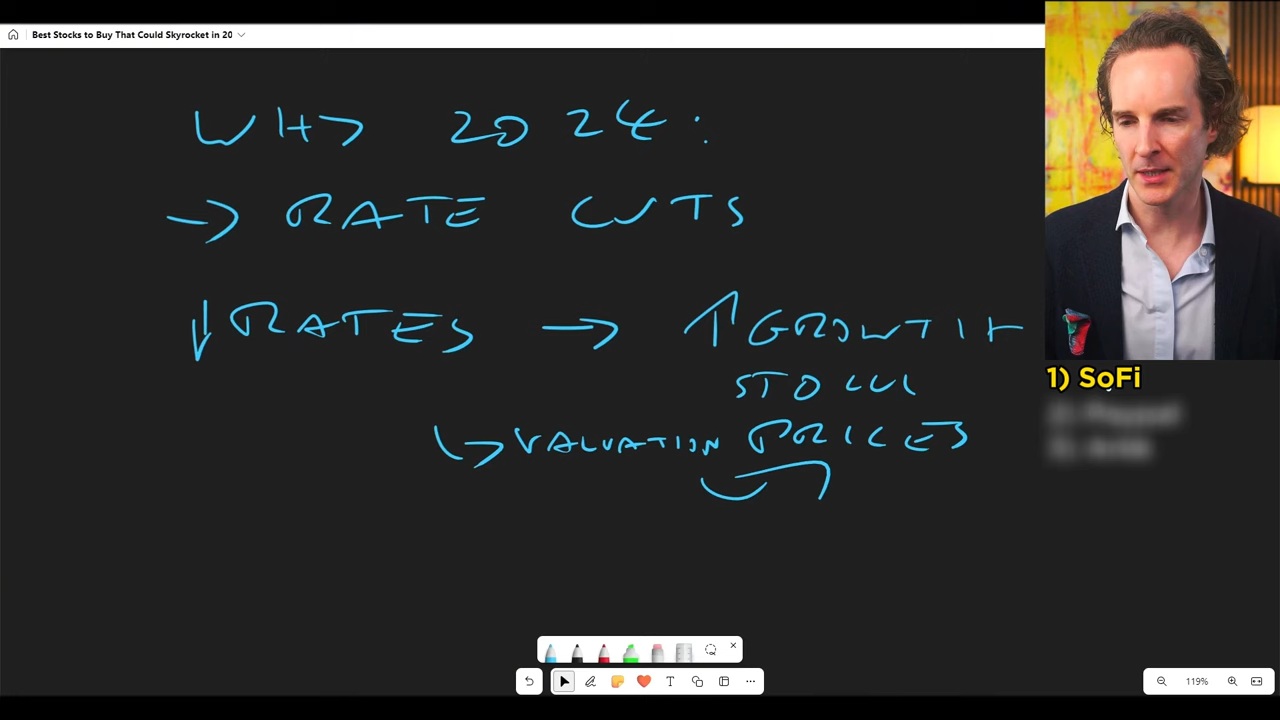 Best Stocks to Buy That Could Skyrocket in 20
WHY 2024:
→ RATE CUTS
↓ RATES → ↑ GROWTH
STOCK
↳ VALUATION PRICES
1) SoFi
T
119%